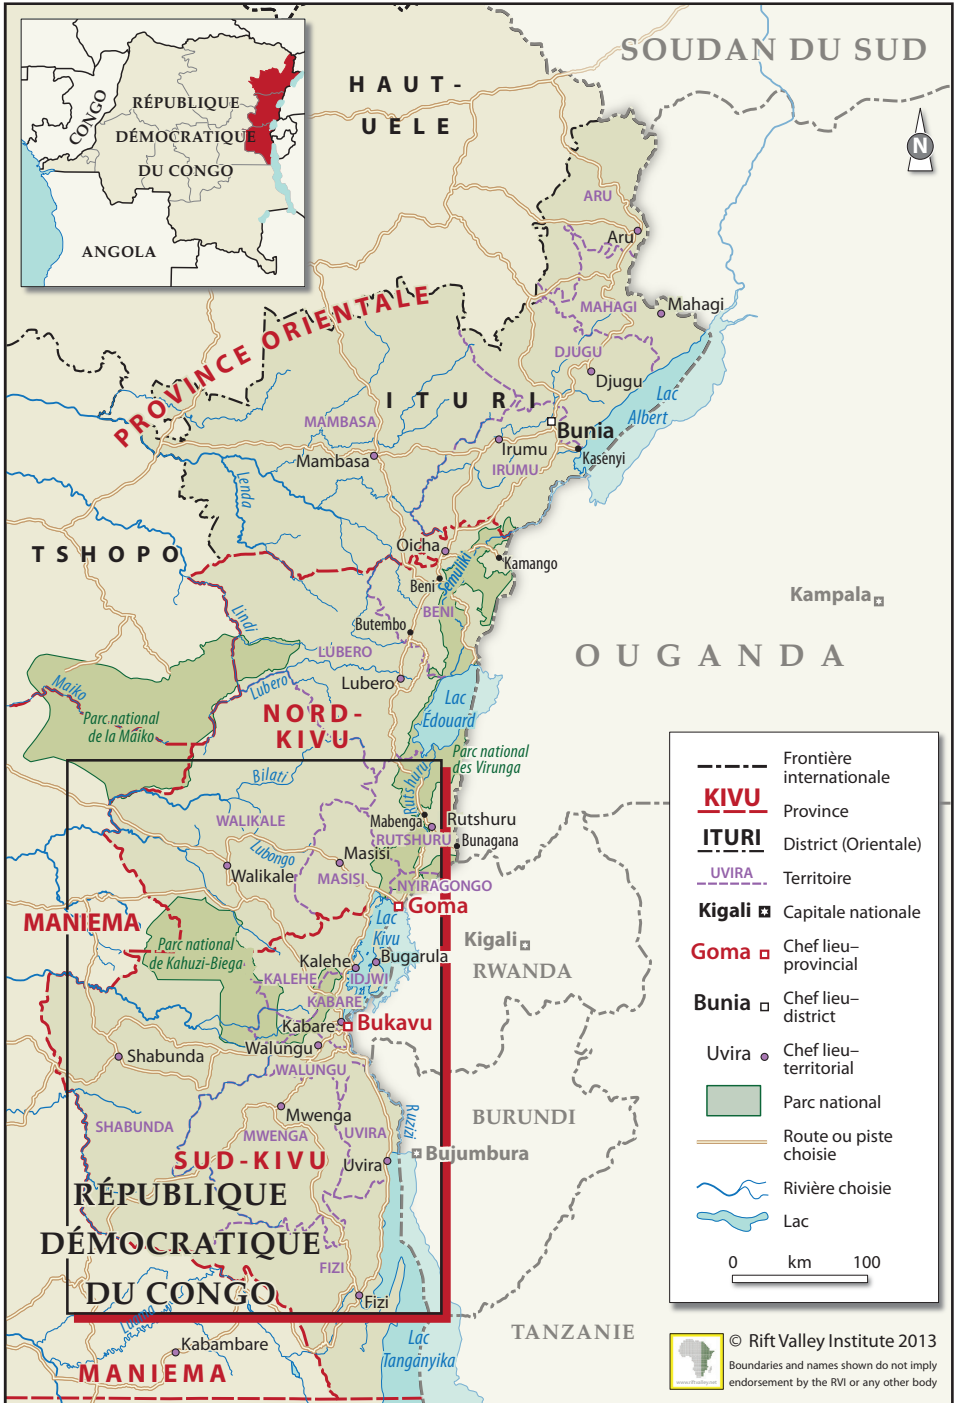 SOUDAN DU SUD
HAUT-
UELE
CONGO
RÉPUBLIQUE
DÉMOCRATIQUE
DU CONGO
ANGOLA
N
ARU
Aru
MAHAGI
Mahagi
PROVINCE ORIENTALE
DJUGU
Djugu
Lac
Albert
ITURI
MAMBASA
Bunia
Irumu
Kasenyi
Mambasa
IRUMU
Lenda
TSHOPO
Oicha
Kamango
Semuliki
Beni
Kampala
BENI
Lindi
Butembo
LUBERO
OUGANDA
Maiko
Lubero
Lubero
Lac
Édouard
Parc national
de la Maiko
NORD-
KIVU
Parc national
des Virunga
Bilati
Rutshuru
Mabenga
Rutshuru
WALIKALE
RUTSHURU
Bunagana
Lubongo
Masisi
Walikale
MASISI
NYIRAGONGO
Goma
MANIEMA
Lac
Kivu
Parc national
de Kahuzi-Biega
Kigali
Kalehe
Bugarula
RWANDA
KALEHE
IDJWI
KABARE
Kabare
Bukavu
Walungu
Shabunda
WALUNGU
Mwenga
Ruzizi
BURUNDI
SHABUNDA
MWENGA
UVIRA
Bujumbura
SUD-KIVU
Uvira
RÉPUBLIQUE
DÉMOCRATIQUE
DU CONGO
FIZI
Fizi
Luama
Kabambare
TANZANIE
Lac
Tanganyika
MANIEMA
Frontière
internationale
KIVU
Province
ITURI
District (Orientale)
UVIRA
Territoire
Kigali
Capitale nationale
Goma
Chef lieu–
provincial
Bunia
Chef lieu–
district
Uvira
Chef lieu–
territorial
Parc national
Route ou piste
choisie
Rivière choisie
Lac
0 km 100
© Rift Valley Institute 2013
Boundaries and names shown do not imply
endorsement by the RVI or any other body
www.riftvalley.net